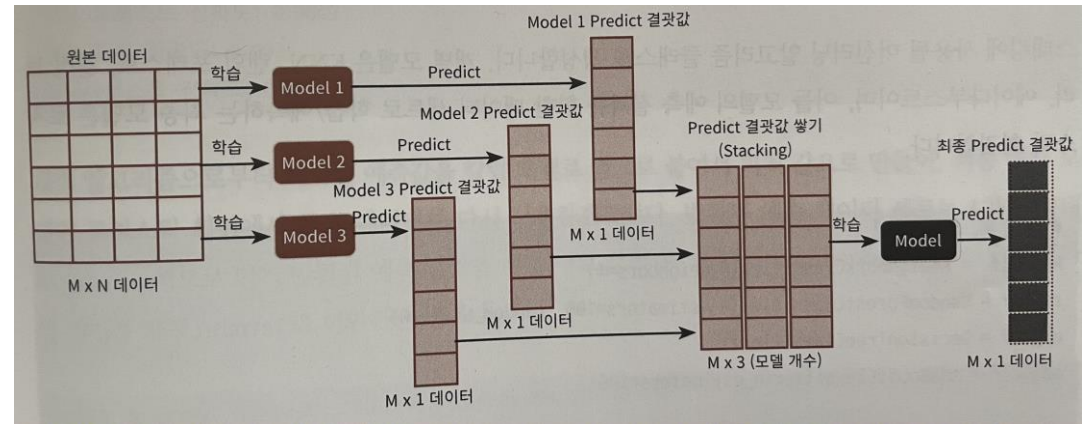 Model 1 Predict 결괏값
원본 데이터
학습
Model 1
Predict
Model 2 Predict 결괏값
학습
Model 2
Predict
Model 3 Predict 결괏값
학습
Model 3
Predict
M x N 데이터
M x 1 데이터
M x 1 데이터
M x 1 데이터
Predict 결괏값 쌓기
(Stacking)
M x 3 (모델 개수)
학습
Model
Predict
최종 Predict 결괏값
M x 1 데이터